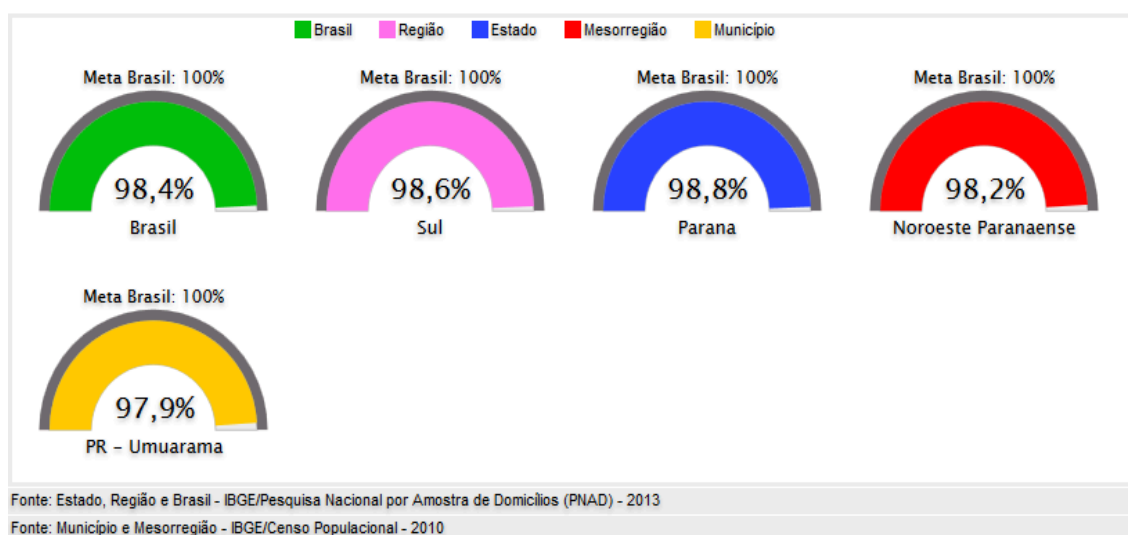 Brasil Região Estado Mesorregião Município
Meta Brasil: 100% Meta Brasil: 100% Meta Brasil: 100% Meta Brasil: 100%
98,4% 98,6% 98,8% 98,2%
Brasil Sul Parana Noroeste Paranaense
Meta Brasil: 100%
97,9%
PR – Umuarama
Fonte: Estado, Região e Brasil - IBGE/Pesquisa Nacional por Amostra de Domicílios (PNAD) - 2013
Fonte: Município e Mesorregião - IBGE/Censo Populacional - 2010